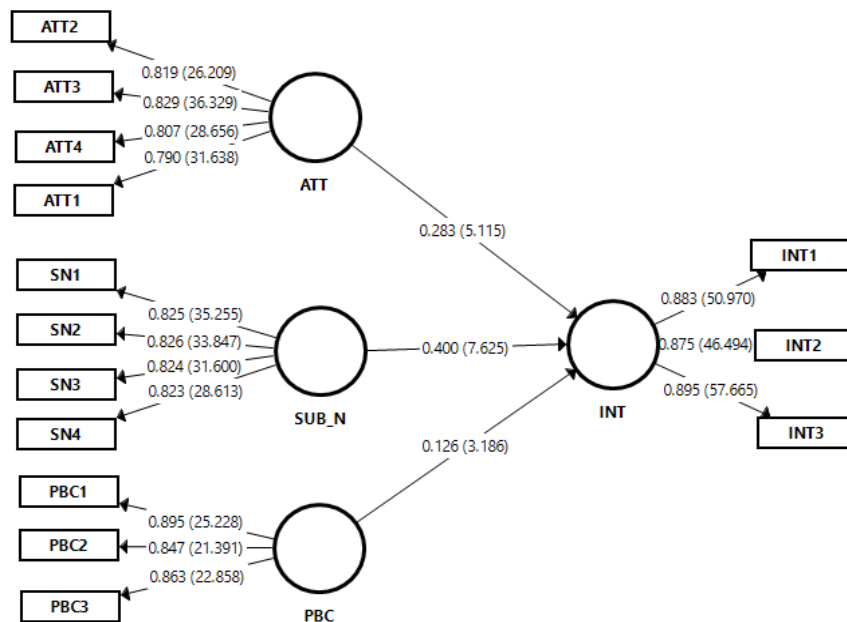 ATT2
0.819 (26.209)
ATT3
0.829 (36.329)
ATT4
0.807 (28.656)
ATT1
0.790 (31.638)
ATT
0.283 (5.115)
SN1
0.825 (35.255)
SN2
0.826 (33.847)
SN3
0.824 (31.600)
SN4
0.823 (28.613)
SUB_N
0.400 (7.625)
INT1
0.883 (50.970)
INT2
0.875 (46.494)
INT3
0.895 (57.665)
INT
0.126 (3.186)
PBC1
0.895 (25.228)
PBC2
0.847 (21.391)
PBC3
0.863 (22.858)
PBC